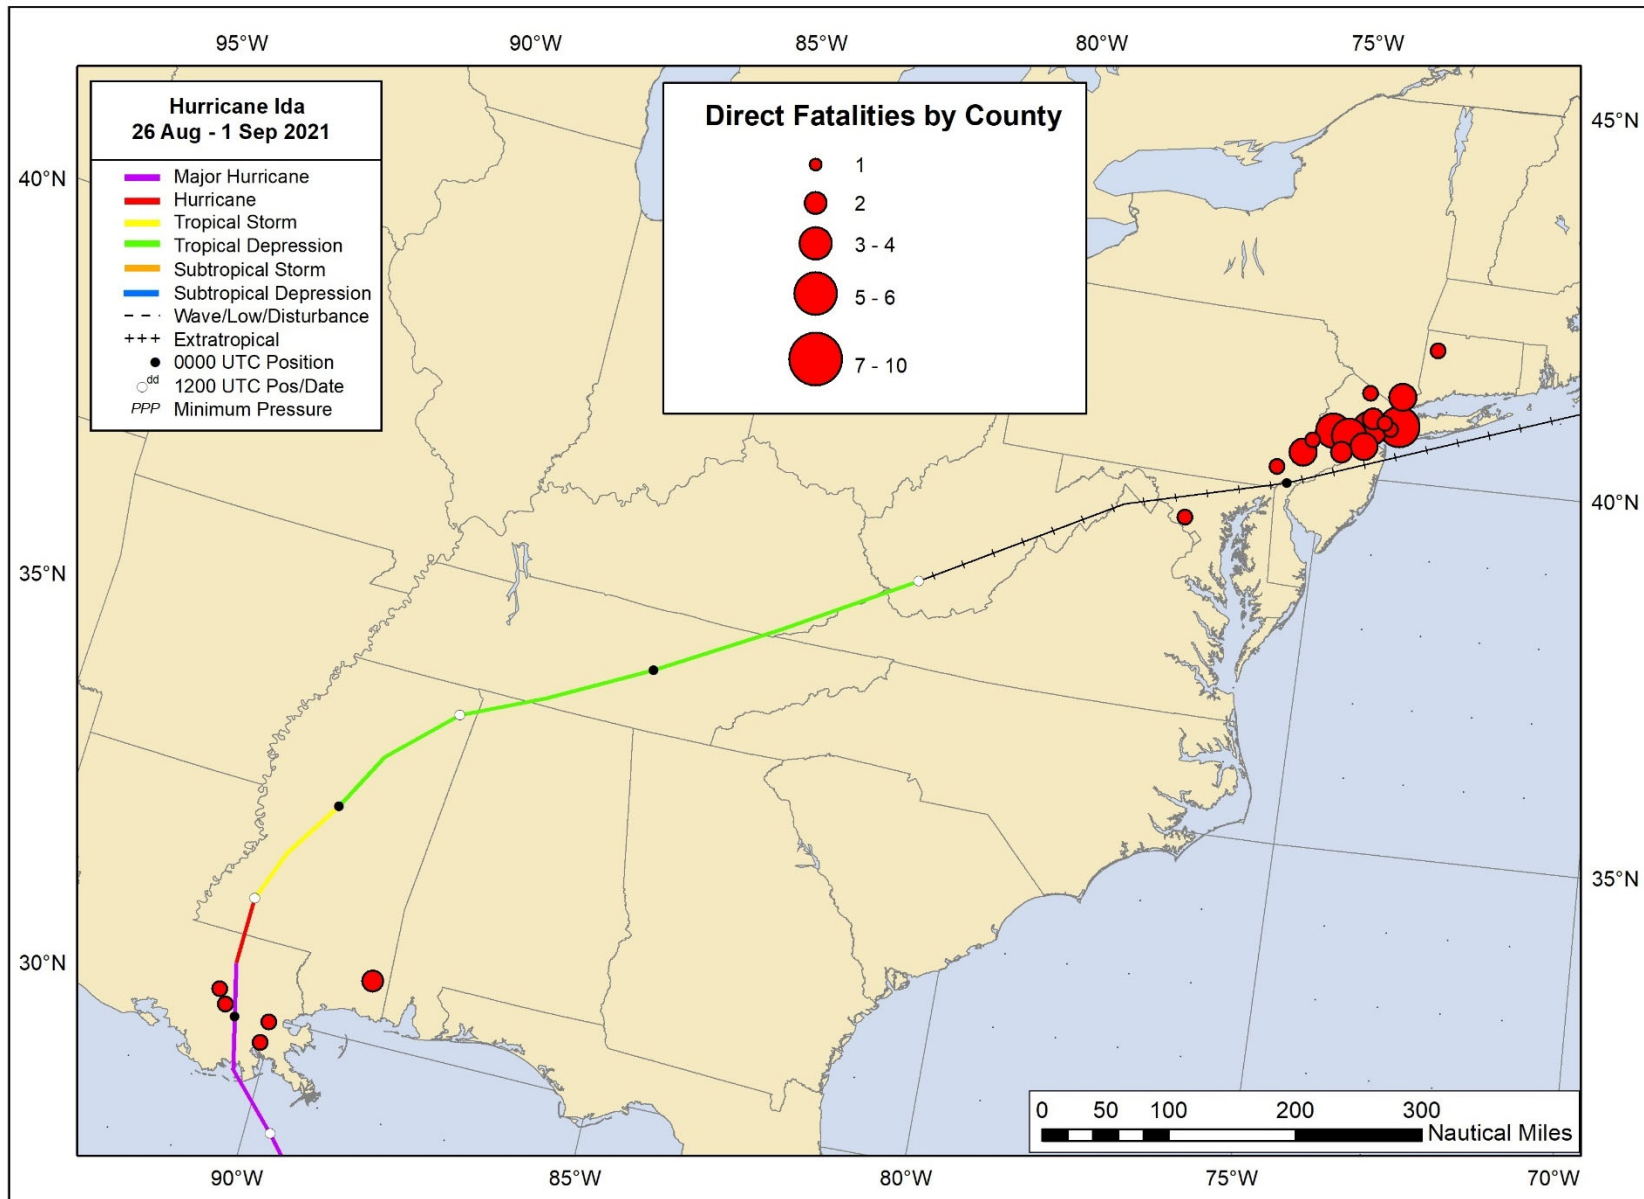 95°W 90°W 85°W 80°W 75°W
Hurricane Ida
26 Aug - 1 Sep 2021
Major Hurricane
Hurricane
Tropical Storm
Tropical Depression
Subtropical Storm
Subtropical Depression
Wave/Low/Disturbance
+++ Extratropical
0000 UTC Position
dd 1200 UTC Pos/Date
PPP Minimum Pressure
Direct Fatalities by County
1
2
3 - 4
5 - 6
7 - 10
40°N
35°N
30°N
45°N
40°N
35°N
0 50 100 200 300
Nautical Miles
90°W 85°W 80°W 75°W 70°W